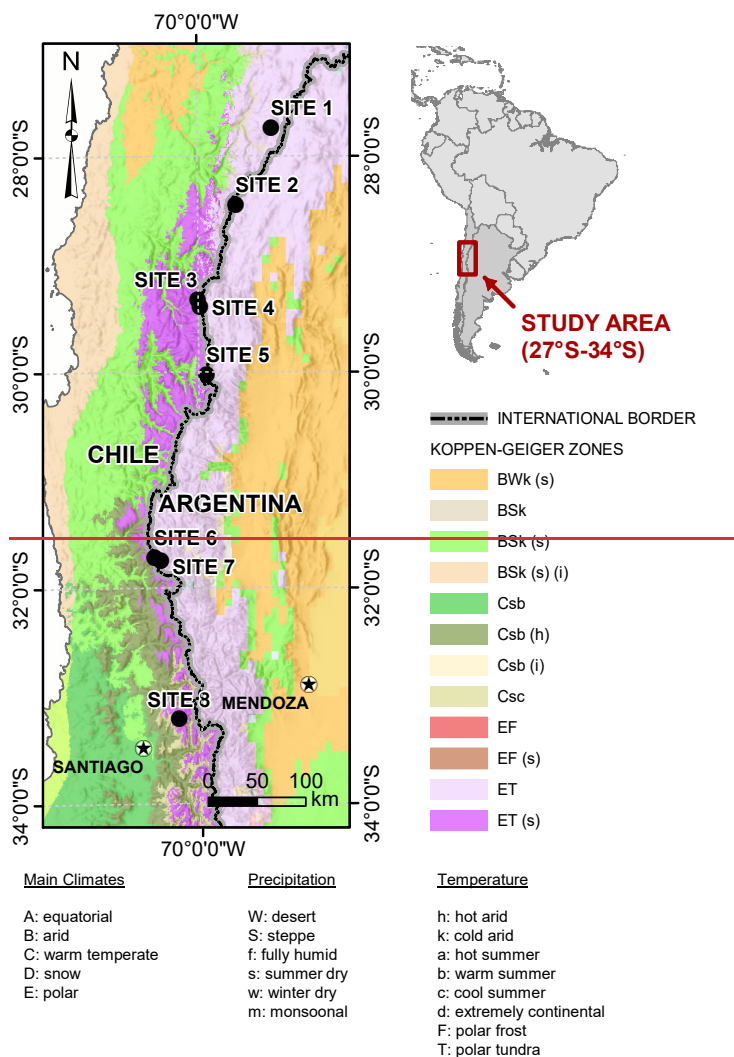 70°0'0"W
N
SITE 1
28°0'0"S
28°0'0"S
SITE 2
SITE 3
SITE 4
SITE 5
30°0'0"S
30°0'0"S
CHILE
ARGENTINA
SITE 6
SITE 7
32°0'0"S
32°0'0"S
SITE 8
MENDOZA
SANTIAGO
0 50 100
km
34°0'0"S
34°0'0"S
70°0'0"W
STUDY AREA
(27°S-34°S)
INTERNATIONAL BORDER
KOPPEN-GEIGER ZONES
BWk (s)
BSk
BSk (s)
BSk (s) (i)
Csb
Csb (h)
Csb (i)
Csc
EF
EF (s)
ET
ET (s)
Main Climates
A: equatorial
B: arid
C: warm temperate
D: snow
E: polar
Precipitation
W: desert
S: steppe
f: fully humid
s: summer dry
w: winter dry
m: monsoonal
Temperature
h: hot arid
k: cold arid
a: hot summer
b: warm summer
c: cool summer
d: extremely continental
F: polar frost
T: polar tundra